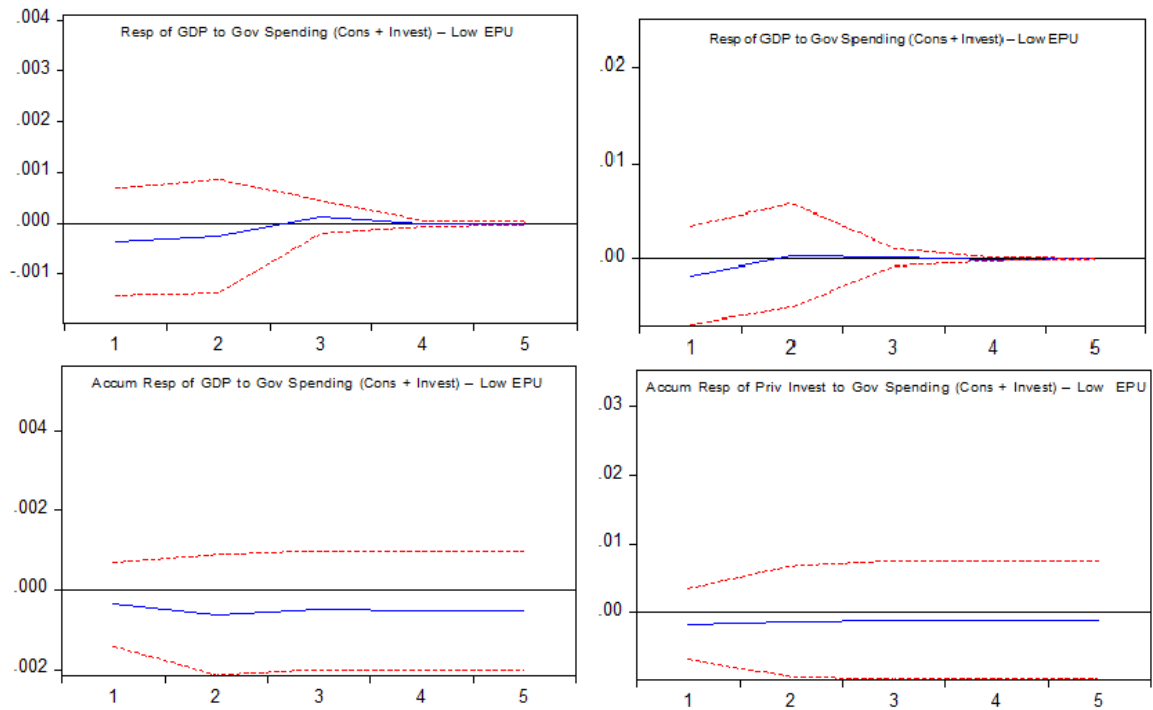 .004
Resp of GDP to Gov Spending (Cons + Invest) – Low EPU
.003
.002
.001
.000
-.001
1 2 3 4 5
Resp of GDP to Gov Spending (Cons + Invest) – Low EPU
.02
.01
.00
1 2 3 4 5
Accum Resp of GDP to Gov Spending (Cons + Invest) – Low EPU
004
.002
.000
.002
1 2 3 4 5
Accum Resp of Priv Invest to Gov Spending (Cons + Invest) – Low EPU
.03
.02
.01
.00
1 2 3 4 5